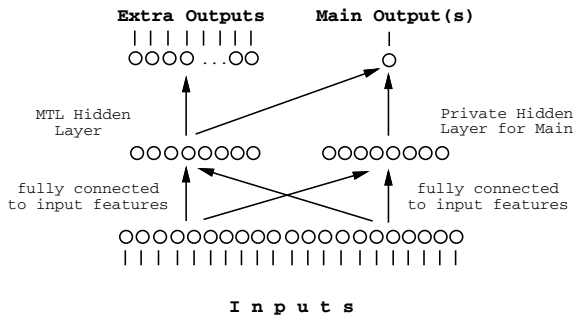 Extra Outputs
Main Output(s)
...
MTL Hidden
Layer
Private Hidden
Layer for Main
fully connected
to input features
fully connected
to input features
Inputs